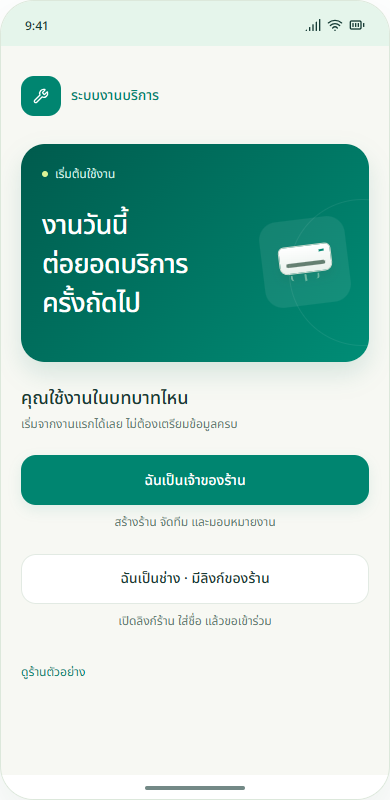 9:41
ระบบงานบริการ
เริ่มต้นใช้งาน
งานวันนี้
ต่อยอดบริการ
ครั้งถัดไป
คุณใช้งานในบทบาทไหน
เริ่มจากงานแรกได้เลย ไม่ต้องเตรียมข้อมูลครบ
ฉันเป็นเจ้าของร้าน
สร้างร้าน จัดทีม และมอบหมายงาน
ฉันเป็นช่าง · มีลิงก์ของร้าน
เปิดลิงก์ร้าน ใส่ชื่อ แล้วขอเข้าร่วม
ดูร้านตัวอย่าง